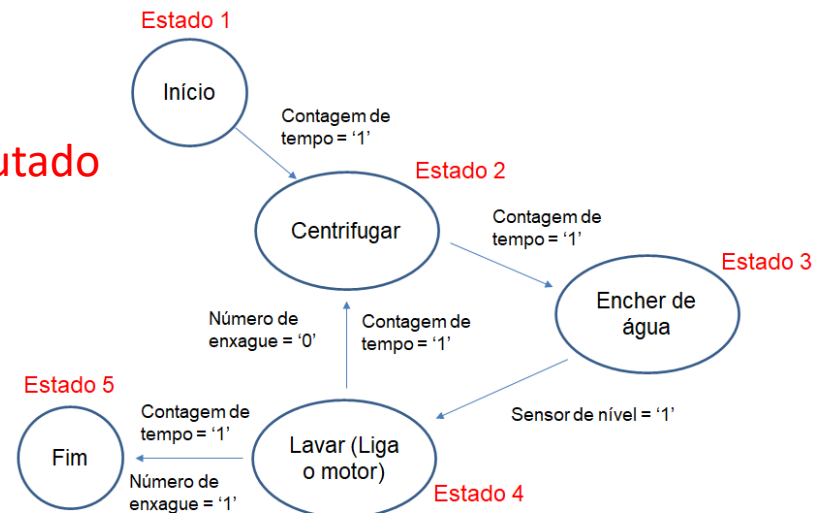 Estado 1
Início
Contagem de
tempo = ‘1’
utado
Estado 2
Centrifugar
Contagem de
tempo = ‘1’
Estado 3
Encher de
água
Número de
enxague = ‘0’
Contagem de
tempo = ‘1’
Sensor de nível = ‘1’
Estado 5
Fim
Contagem de
tempo = ‘1’
Número de
enxague = ‘1’
Lavar (Liga
o motor)
Estado 4